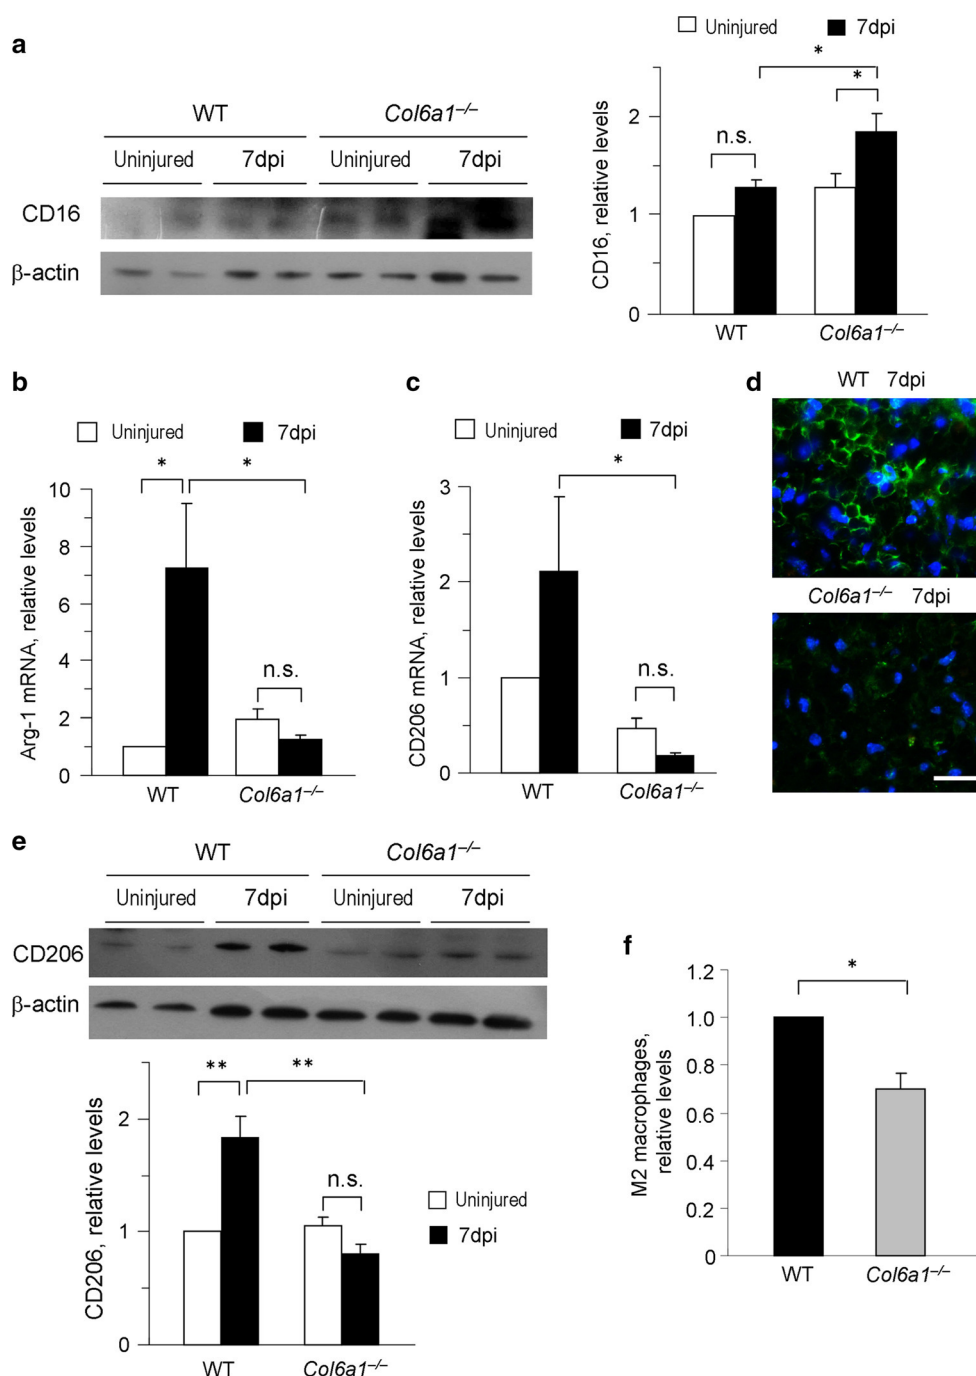 a
Uninjured 7dpi
WT Col6a1–/–
Uninjured 7dpi Uninjured 7dpi
CD16
β-actin
CD16, relative levels
2
1
0
*
*
n.s.
WT Col6a1–/–
b
Uninjured 7dpi
Arg-1 mRNA, relative levels
10
8
6
4
2
0
* *
n.s.
WT Col6a1–/–
c
Uninjured 7dpi
CD206 mRNA, relative levels
3
2
1
0
*
n.s.
WT Col6a1–/–
d
WT 7dpi
Col6a1–/– 7dpi
e
WT Col6a1–/–
Uninjured 7dpi Uninjured 7dpi
CD206
β-actin
CD206, relative levels
2
1
0
** **
n.s.
Uninjured
7dpi
WT Col6a1–/–
f
M2 macrophages,
relative levels
1.2
1.0
0.8
0.6
0.4
0.2
0
*
WT Col6a1–/–